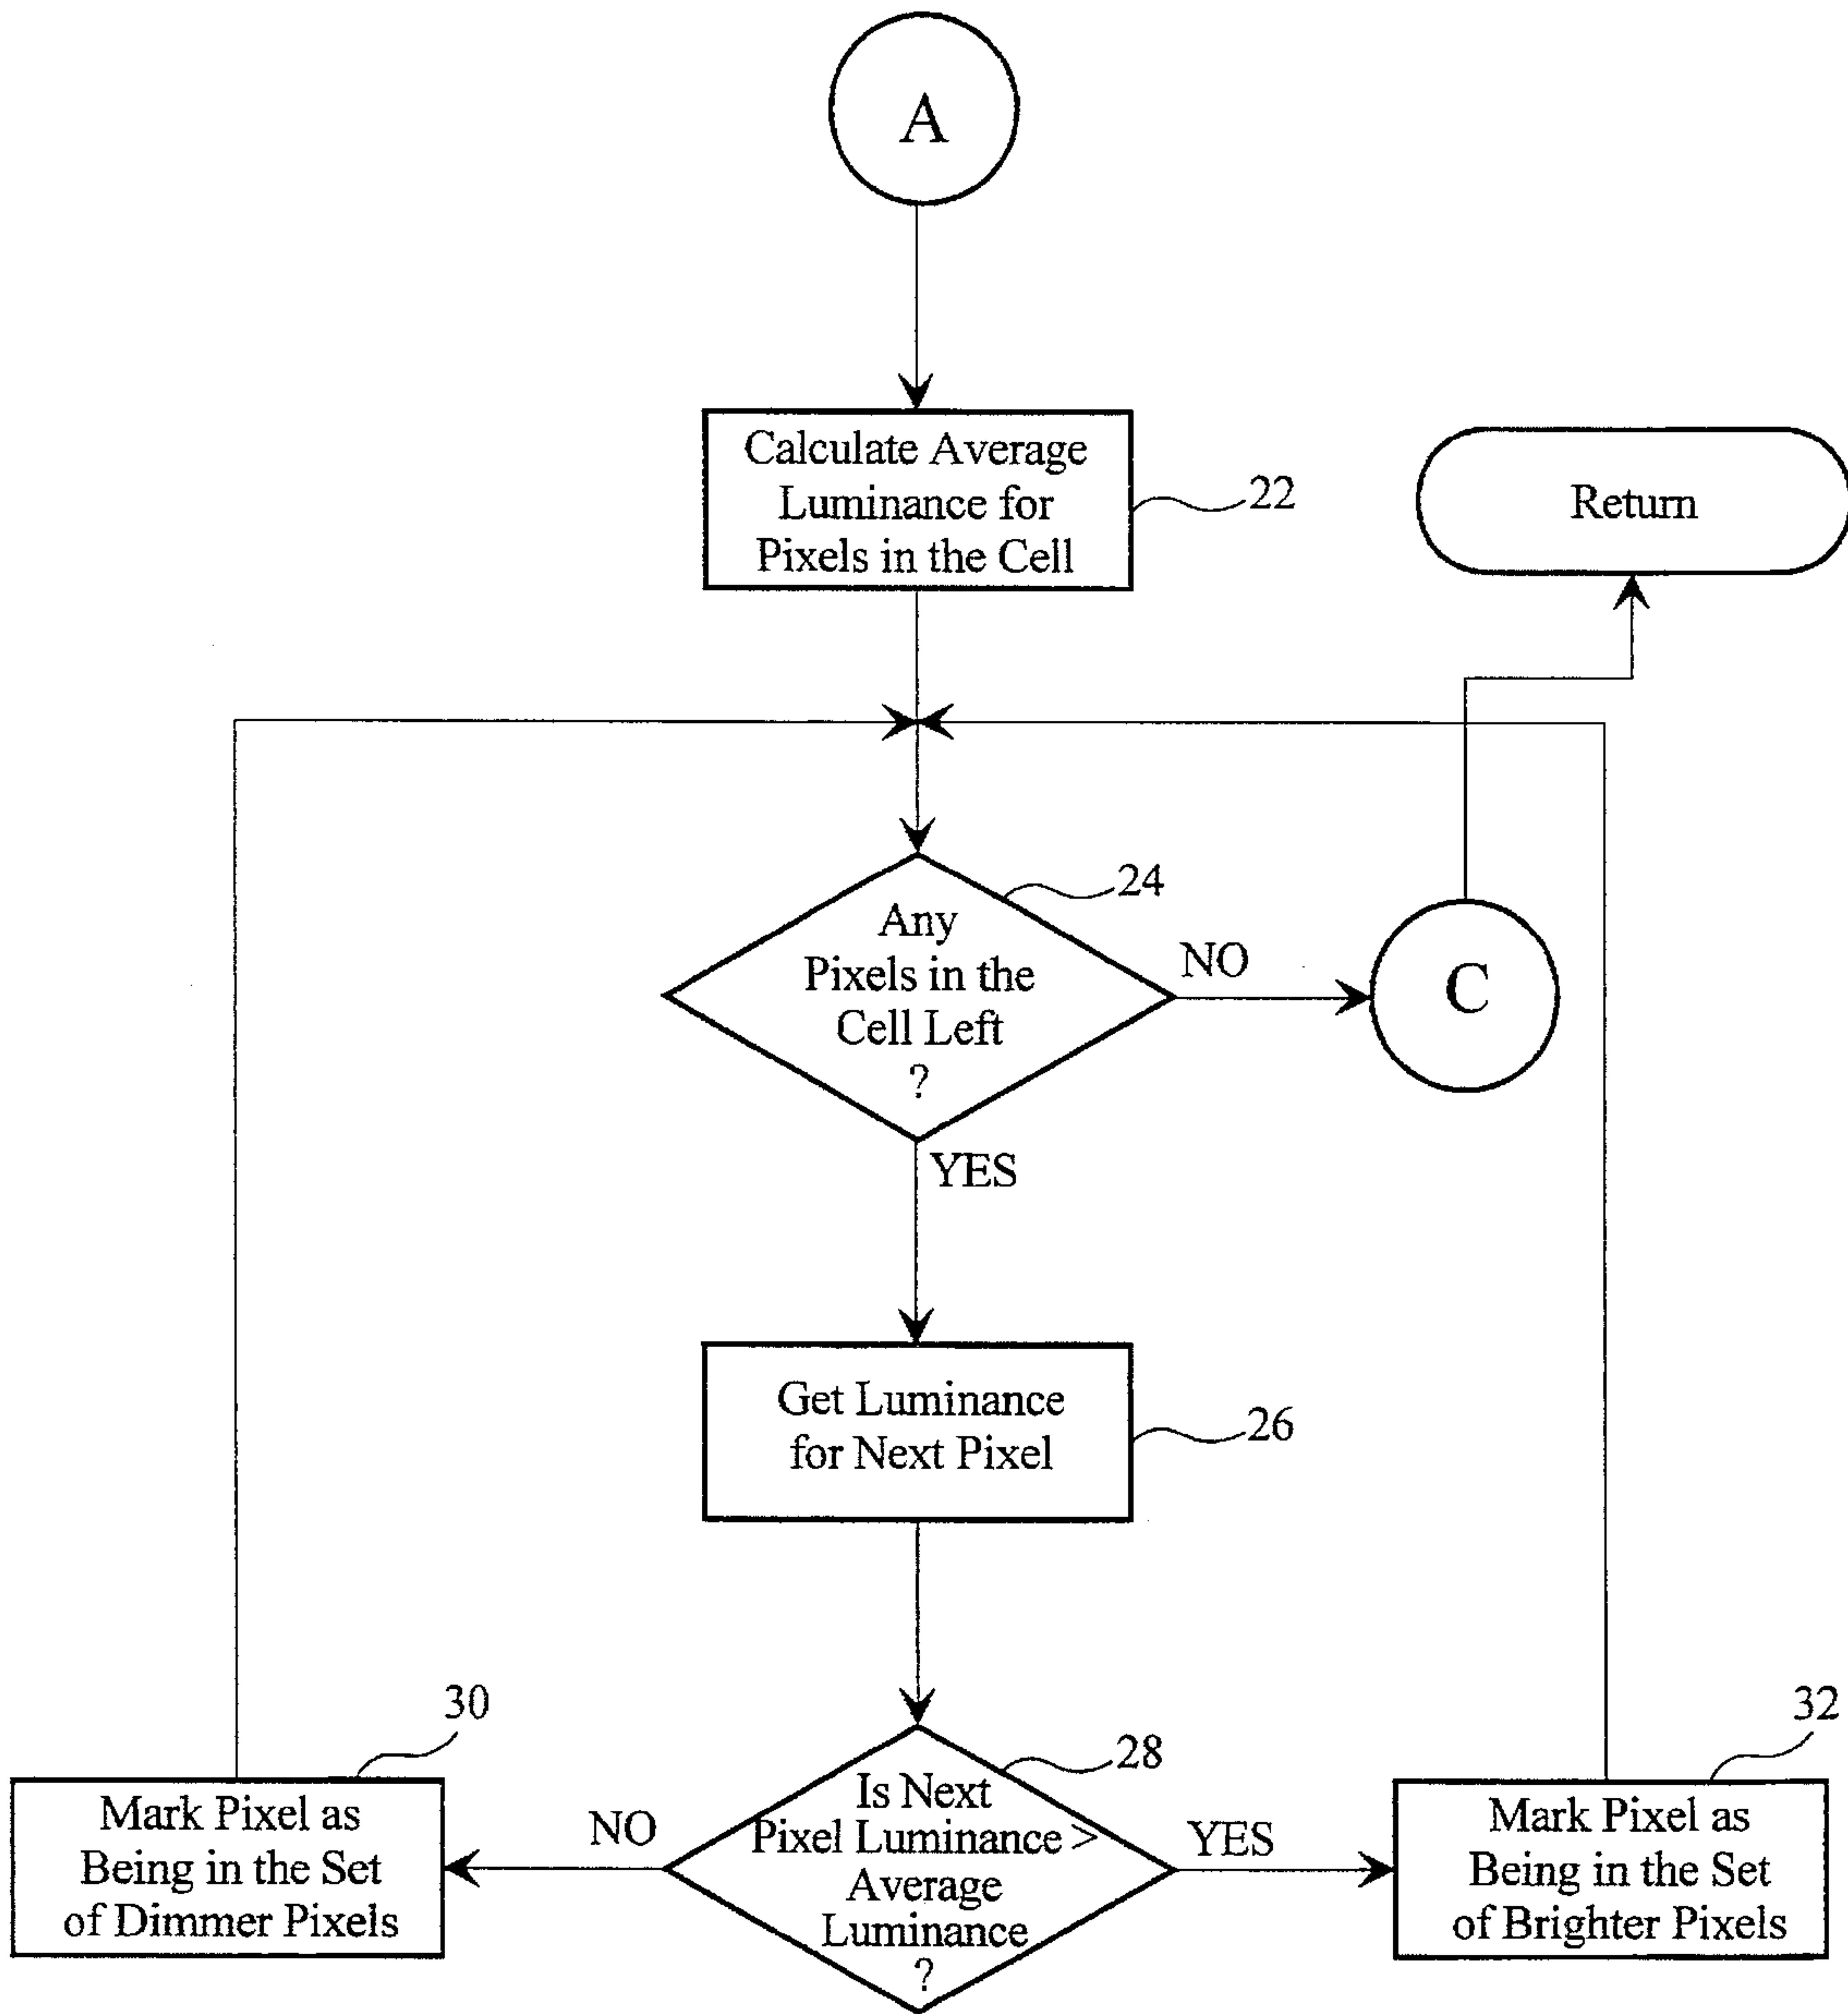 A
Calculate Average
Luminance for
Pixels in the Cell
22
Return
24
Any
Pixels in the
Cell Left
?
NO
C
YES
Get Luminance
for Next Pixel
26
30
Mark Pixel as
Being in the Set
of Dimmer Pixels
NO
28
Is Next
Pixel Luminance >
Average
Luminance
?
YES
32
Mark Pixel as
Being in the Set
of Brighter Pixels